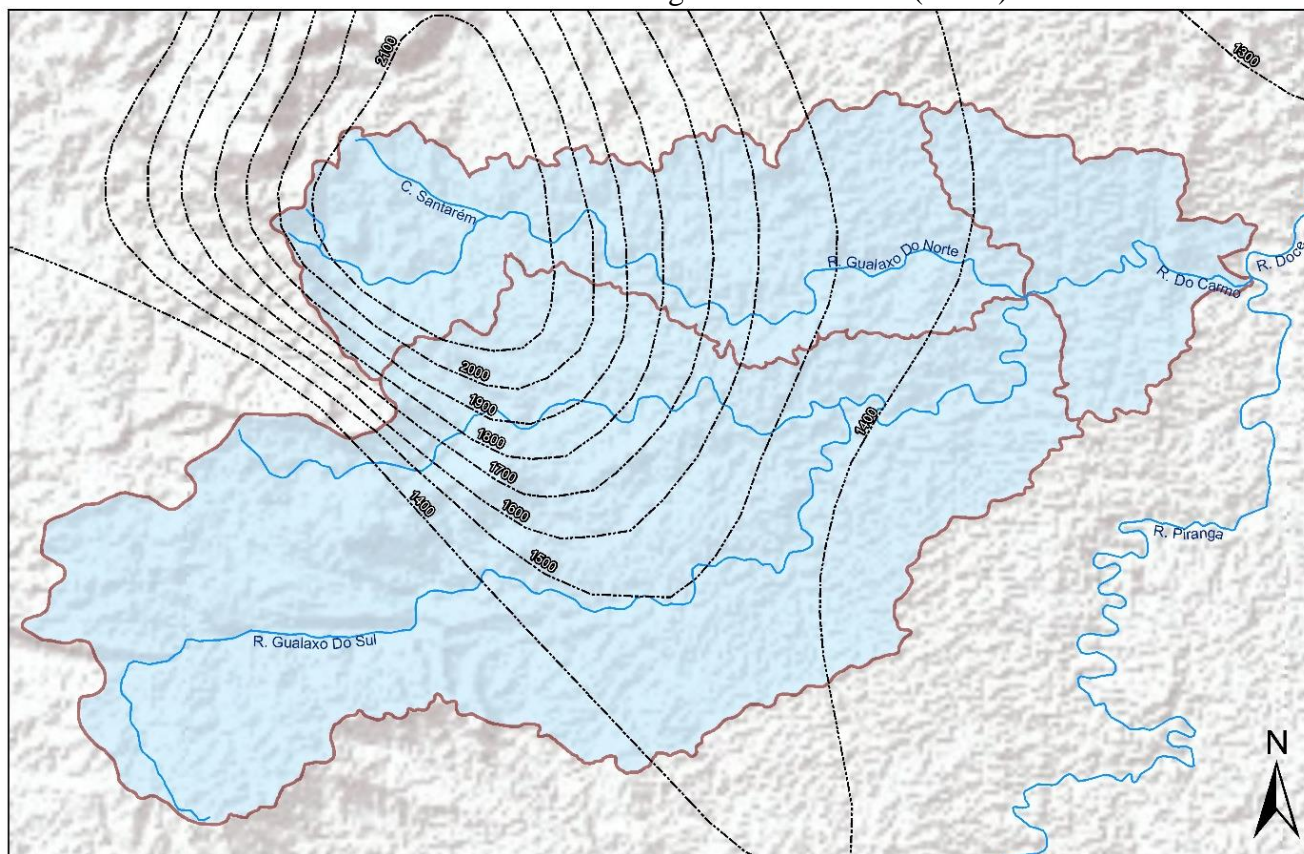 2100
1300
C. Santarém
R. Gualaxo Do Norte
R. Doce
R. Do Carmo
2000
1900
1800
1400
1700
1400
1600
1500
R. Piranga
R. Gualaxo Do Sul
N